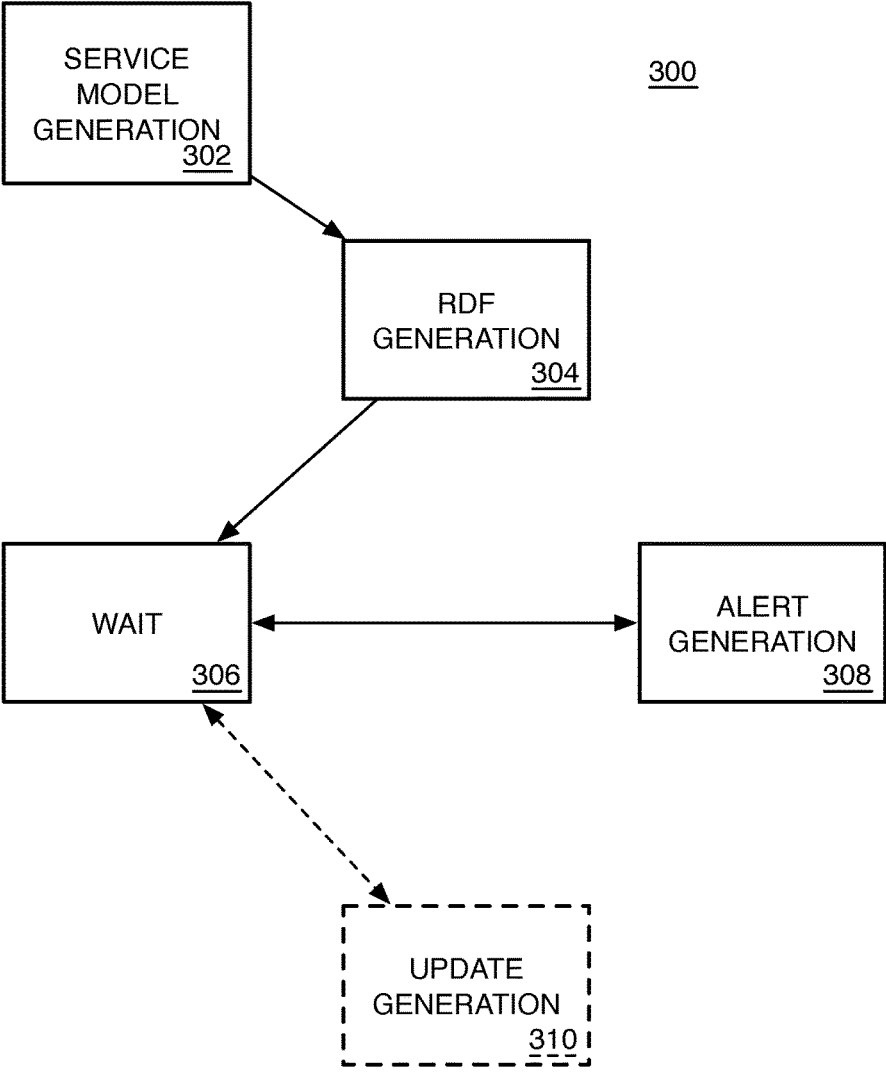 SERVICE
MODEL
GENERATION
302
300
RDF
GENERATION
304
WAIT
306
ALERT
GENERATION
308
UPDATE
GENERATION
310